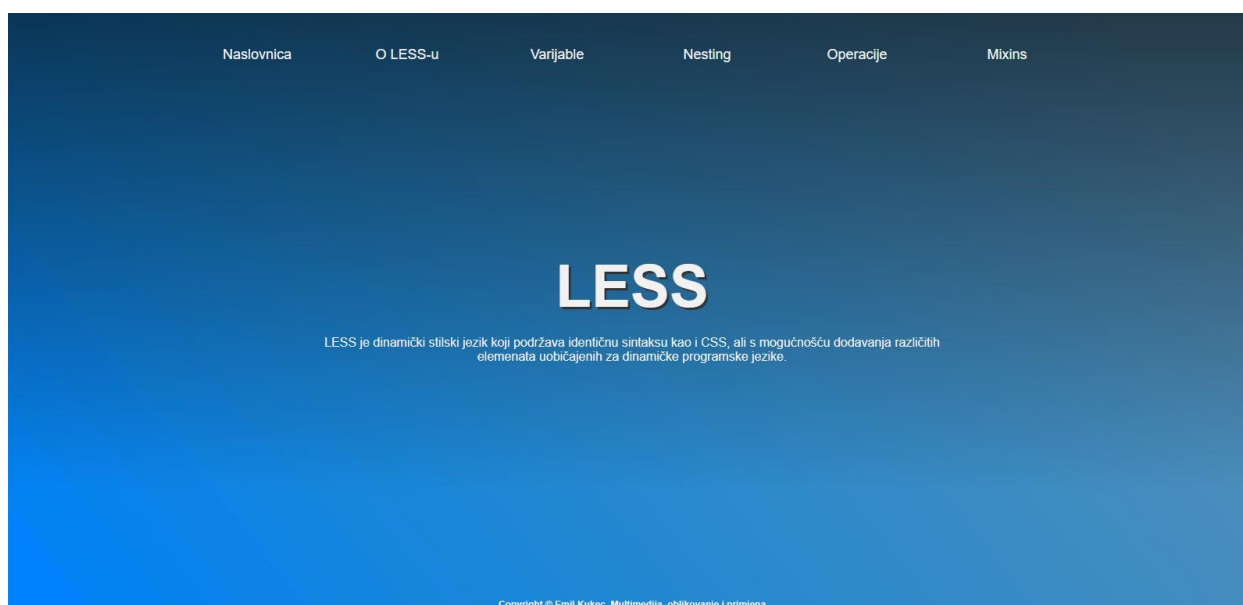 Naslovnica O LESS-u Varijable Nesting Operacije Mixins
LESS
LESS je dinamički stilski jezik koji podržava identičnu sintaksu kao i CSS, ali s mogućnošću dodavanja različitih
elemenata uobičajenih za dinamičke programske jezike.
Copyright © Emil Kukec, Multimedija, oblikovanje i primjena